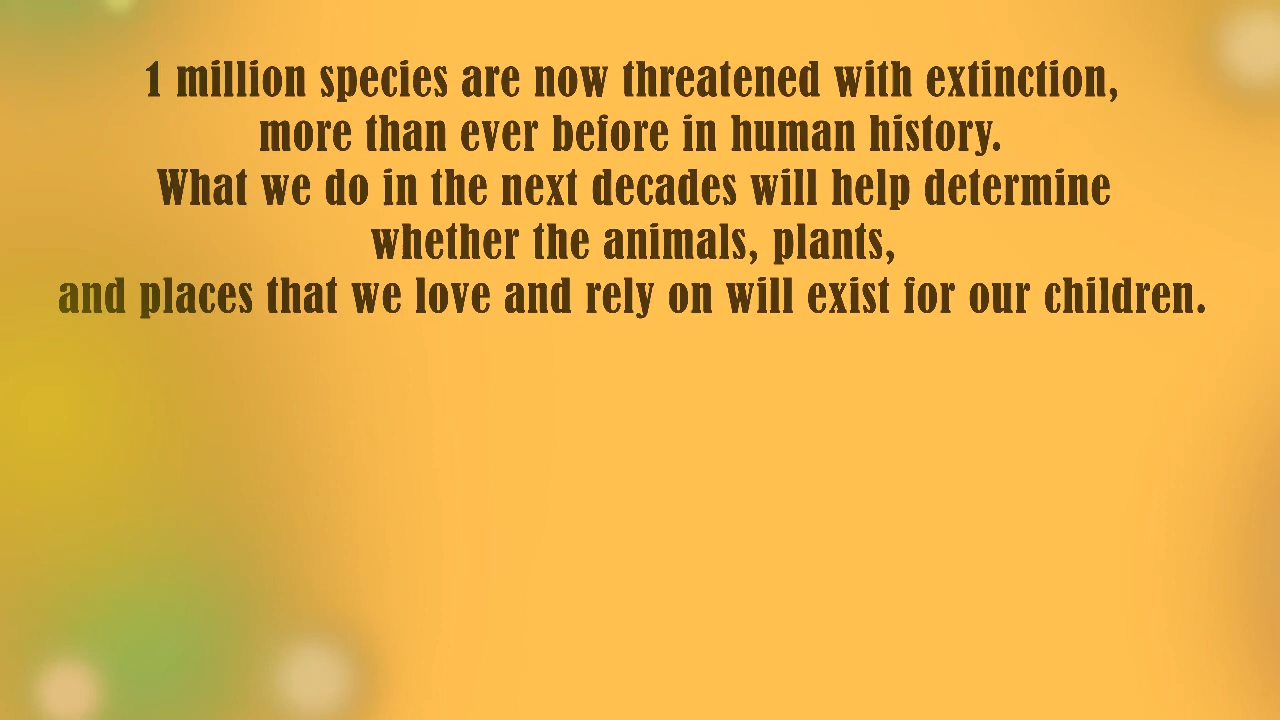 1 million species are now threatened with extinction,
more than ever before in human history.
What we do in the next decades will help determine
whether the animals, plants,
and places that we love and rely on will exist for our children.